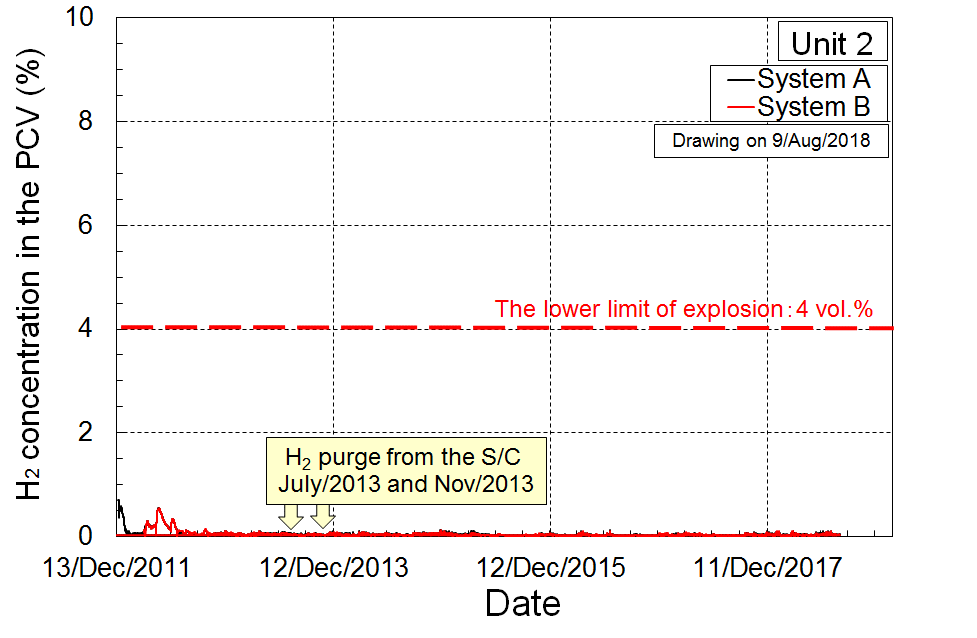 10
8
6
4
2
0
H₂ concentration in the PCV (%)
Unit 2
System A
System B
Drawing on 9/Aug/2018
The lower limit of explosion:4 vol.%
H₂ purge from the S/C
July/2013 and Nov/2013
13/Dec/2011
12/Dec/2013
12/Dec/2015
11/Dec/2017
Date